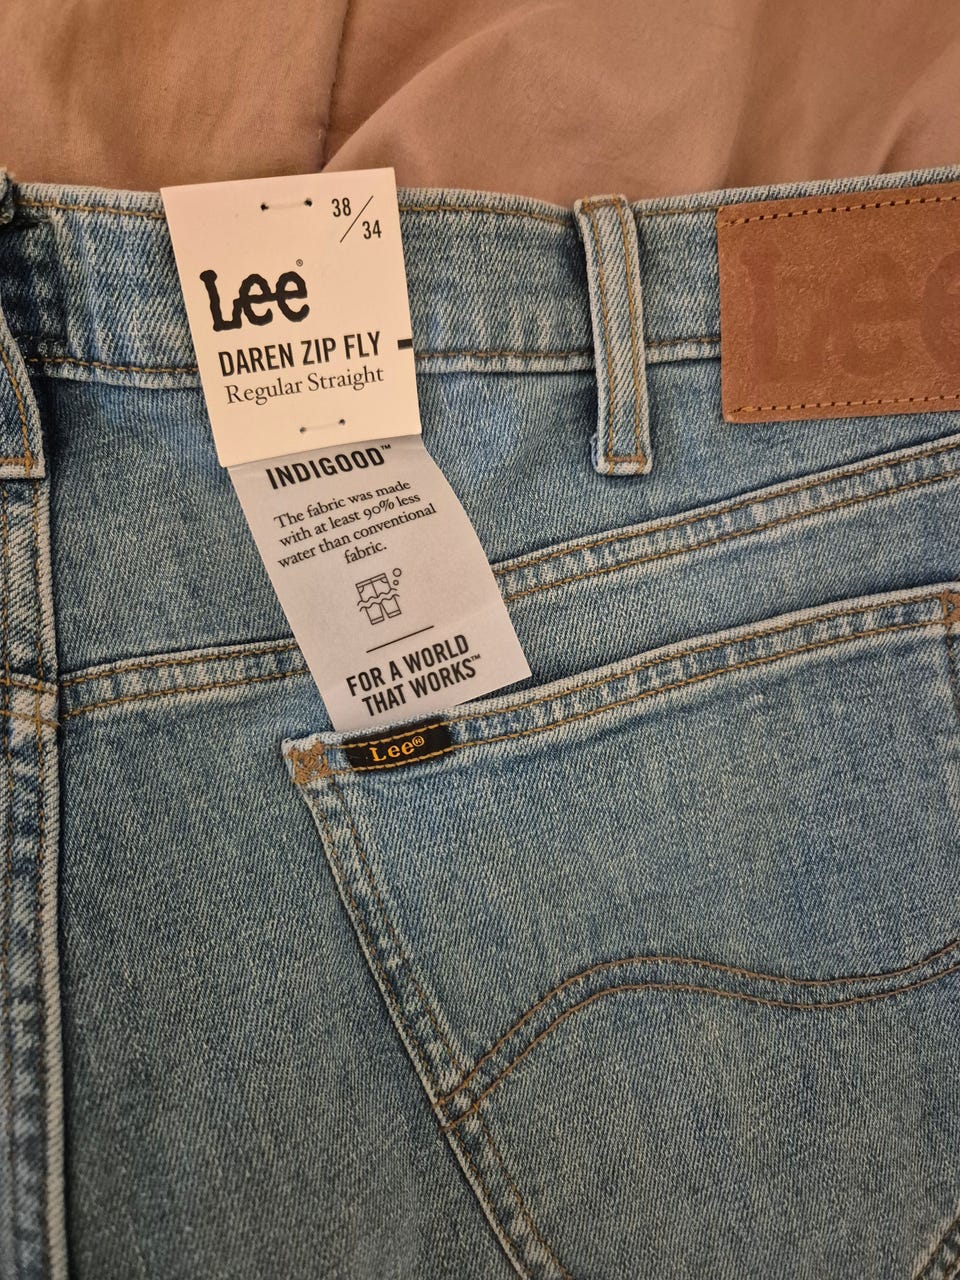 38
/34
Lee®
DAREN ZIP FLY
Regular Straight
INDIGOOD™
The fabric was made
with at least 90% less
water than conventional
fabric.
FOR A WORLD
THAT WORKS™
Lee®
Lee